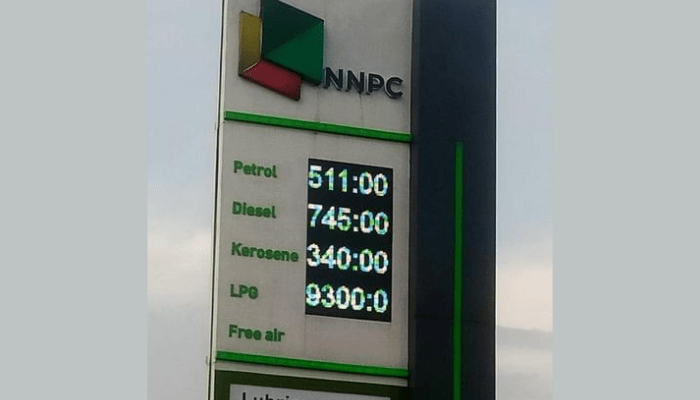 NNPC
Petrol 511:00
Diesel 745:00
Kerosene 340:00
LPG 9300:0
Free air